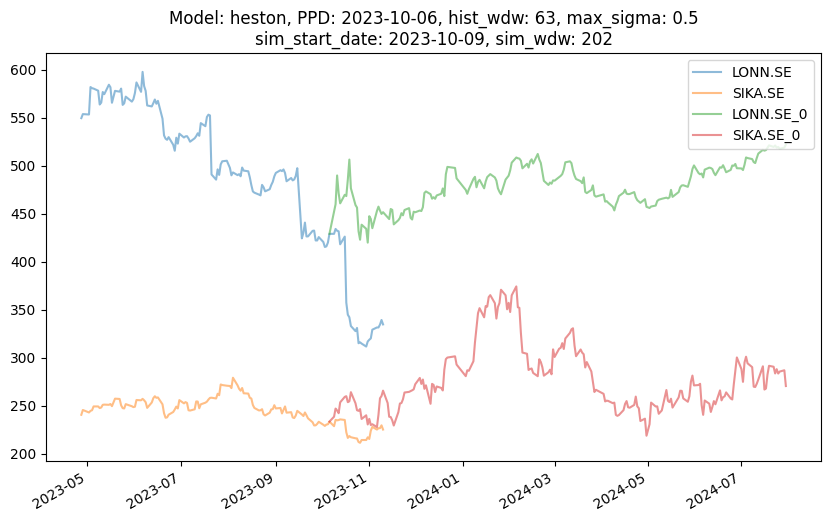 Model: heston, PPD: 2023-10-06, hist_wdw: 63, max_sigma: 0.5
sim_start_date: 2023-10-09, sim_wdw: 202
LONN.SE
SIKA.SE
LONN.SE_0
SIKA.SE_0
600
550
500
450
400
350
300
250
200
2023-05
2023-07
2023-09
2023-11
2024-01
2024-03
2024-05
2024-07